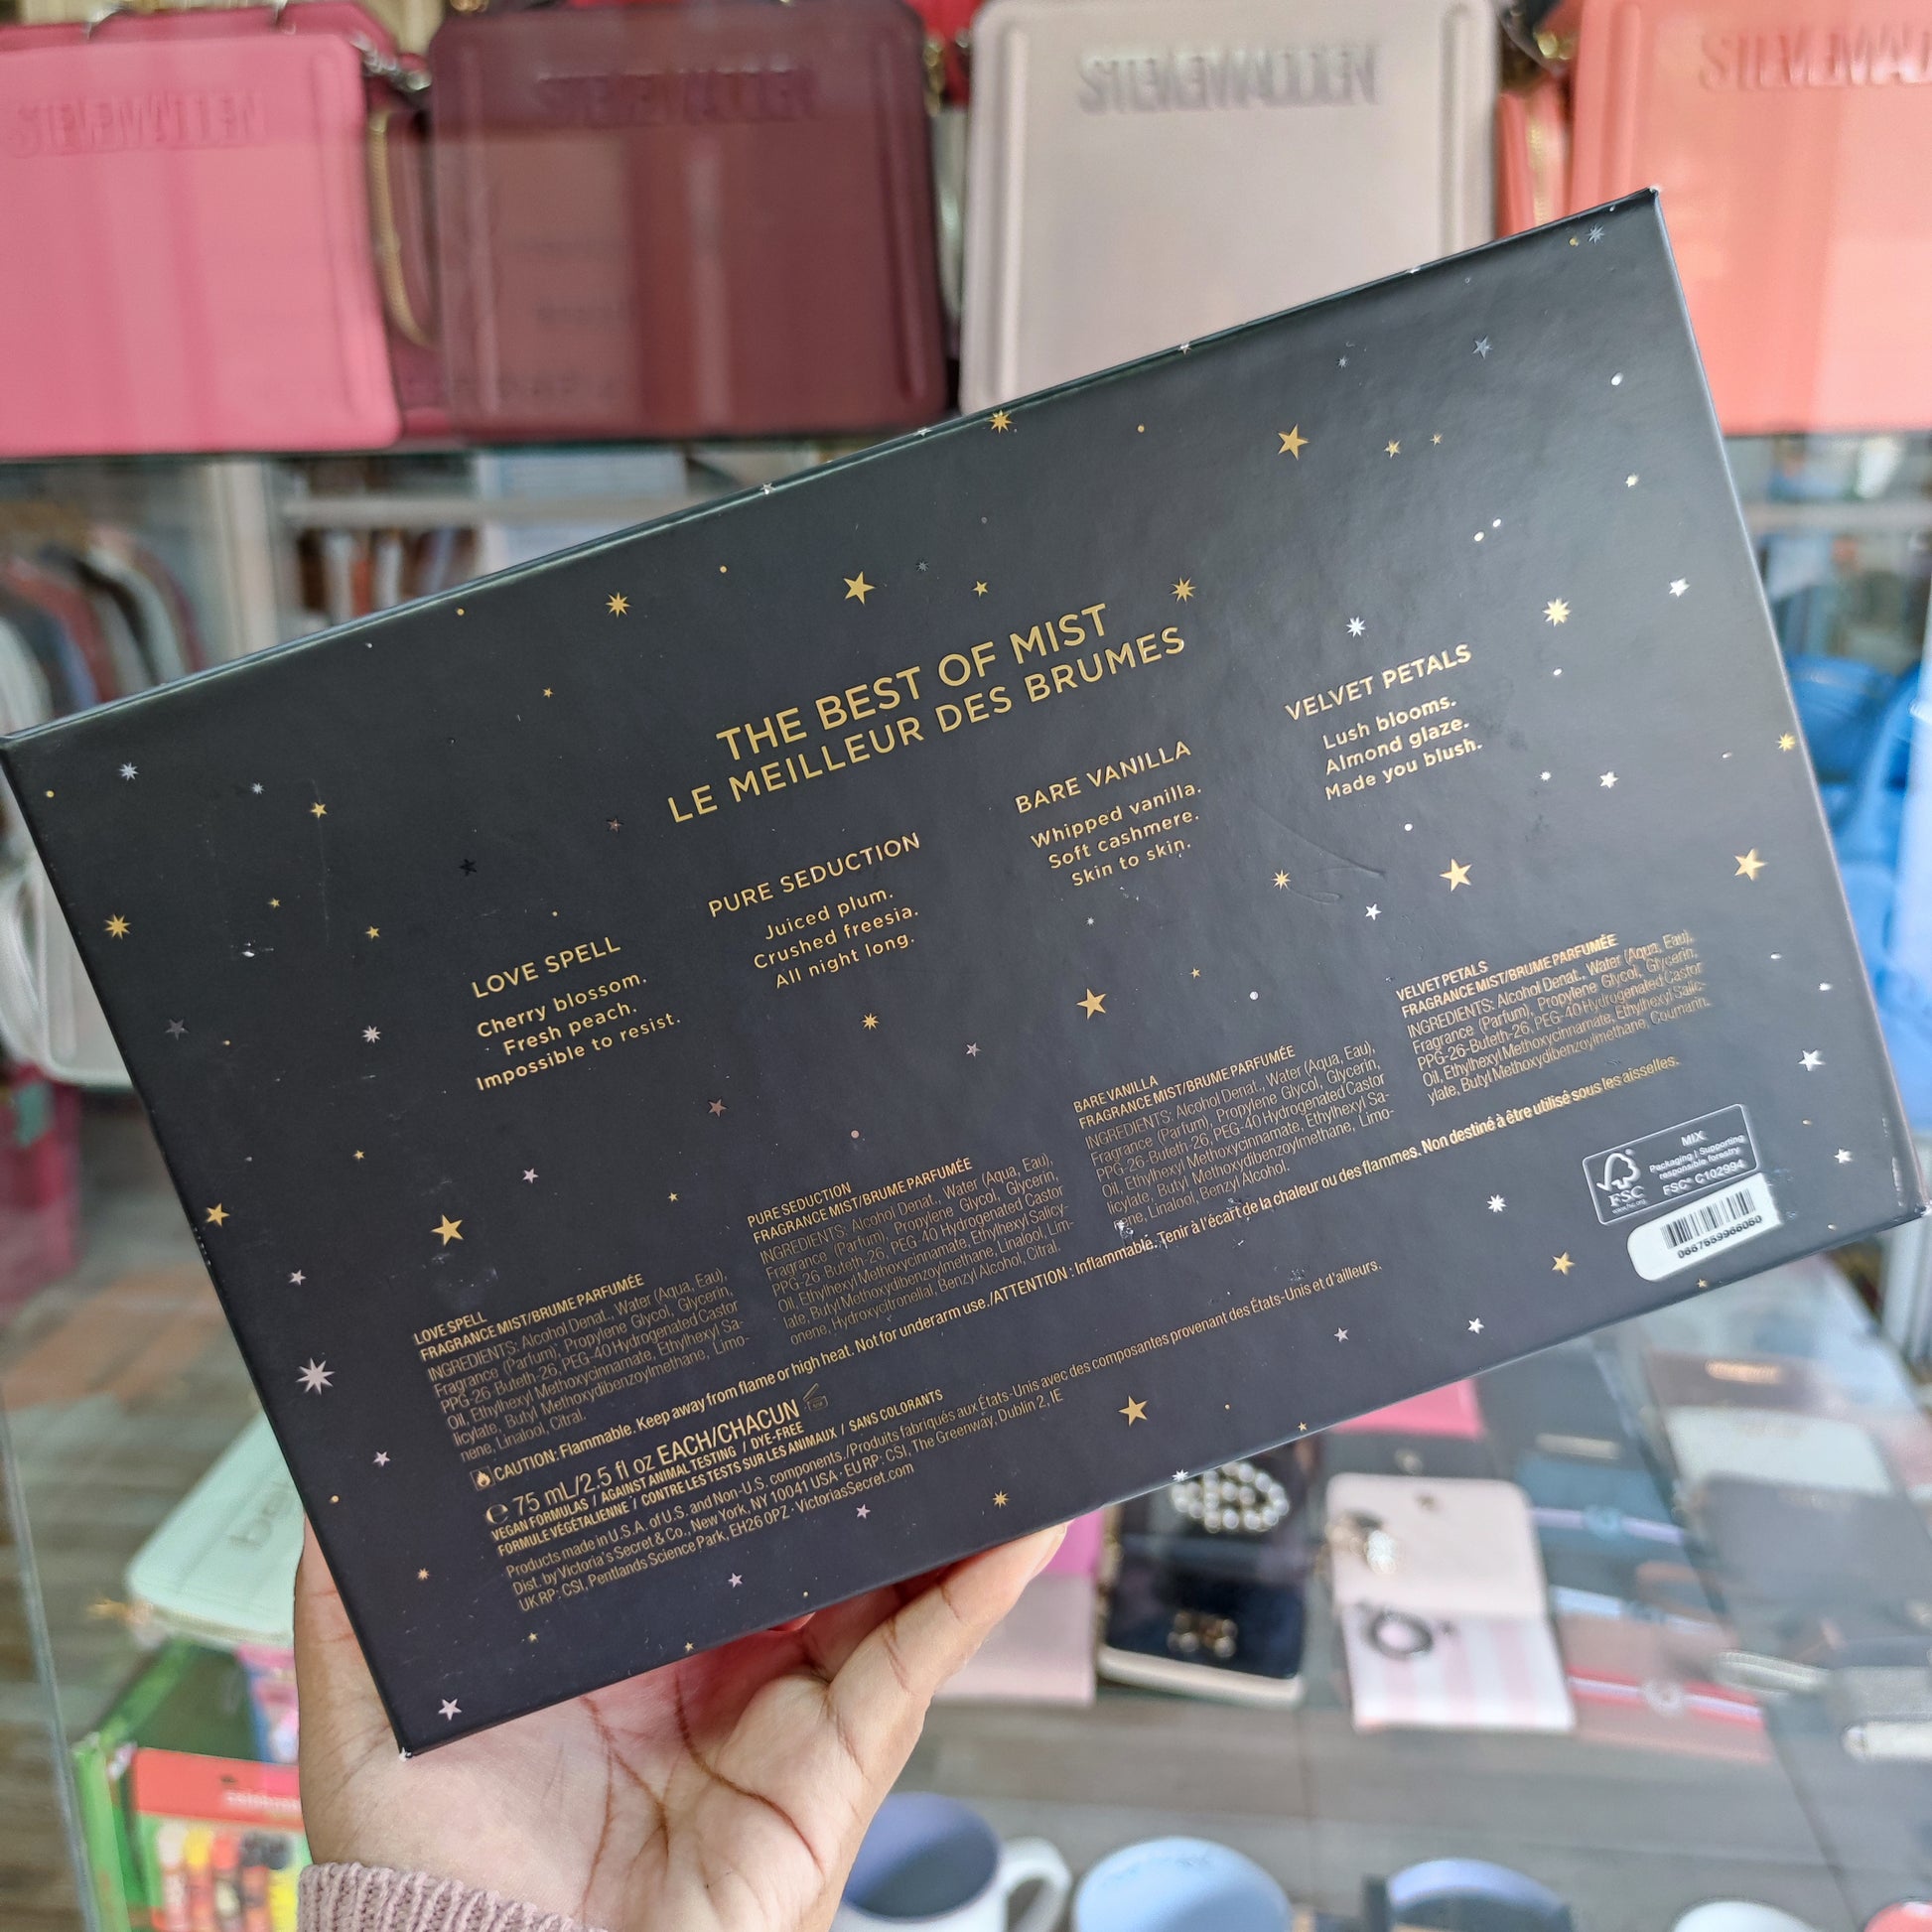 STEVEMADDEN
STEVEMADDEN
STEVEMADDEN
THE BEST OF MIST
LE MEILLEUR DES BRUMES
LOVE SPELL
Cherry blossom.
Fresh peach.
Impossible to resist.
PURE SEDUCTION
Juiced plum.
Crushed freesia.
All night long.
BARE VANILLA
Whipped vanilla.
Soft cashmere.
Skin to skin.
VELVET PETALS
Lush blooms.
Almond glaze.
Made you blush.
LOVE SPELL
FRAGRANCE MIST/BRUME PARFUMÉE
INGREDIENTS: Alcohol Denat., Water (Aqua, Eau),
Fragrance (Parfum), Propylene Glycol, Glycerin,
PPG-26-Buteth-26, PEG-40 Hydrogenated Castor
Oil, Ethylhexyl Methoxycinnamate, Ethylhexyl Sa-
licylate, Butyl Methoxydibenzoylmethane, Limo-
nene, Linalool, Citral.
PURE SEDUCTION
FRAGRANCE MIST/BRUME PARFUMÉE
INGREDIENTS: Alcohol Denat., Water (Aqua, Eau),
Fragrance (Parfum), Propylene Glycol, Glycerin,
PPG-26-Buteth-26, PEG-40 Hydrogenated Castor
Oil, Ethylhexyl Methoxycinnamate, Ethylhexyl Salicy-
late, Butyl Methoxydibenzoylmethane, Linalool, Lim-
onene, Hydroxycitronellal, Benzyl Alcohol, Citral.
BARE VANILLA
FRAGRANCE MIST/BRUME PARFUMÉE
INGREDIENTS: Alcohol Denat., Water (Aqua, Eau),
Fragrance (Parfum), Propylene Glycol, Glycerin,
PPG-26-Buteth-26, PEG-40 Hydrogenated Castor
Oil, Ethylhexyl Methoxycinnamate, Ethylhexyl Sa-
licylate, Butyl Methoxydibenzoylmethane, Limo-
nene, Linalool, Benzyl Alcohol.
VELVET PETALS
FRAGRANCE MIST/BRUME PARFUMÉE
INGREDIENTS: Alcohol Denat., Water (Aqua, Eau),
Fragrance (Parfum), Propylene Glycol, Glycerin,
PPG-26-Buteth-26, PEG-40 Hydrogenated Castor
Oil, Ethylhexyl Methoxycinnamate, Ethylhexyl Salic-
ylate, Butyl Methoxydibenzoylmethane, Coumarin.
CAUTION: Flammable. Keep away from flame or high heat. Not for underarm use./ATTENTION : Inflammable. Tenir à l'écart de la chaleur ou des flammes. Non destiné à être utilisé sous les aisselles.
℮ 75 mL/2.5 fl oz EACH/CHACUN
VEGAN FORMULAS / AGAINST ANIMAL TESTING / DYE-FREE
FORMULE VÉGÉTALIENNE / CONTRE LES TESTS SUR LES ANIMAUX / SANS COLORANTS
Products made in U.S.A. of U.S. and Non-U.S. components./Produits fabriqués aux États-Unis avec des composantes provenant des États-Unis et d'ailleurs.
Dist. by Victoria's Secret & Co., New York, NY 10041 USA · EU RP: CSI, The Greenway, Dublin 2, IE
UK RP: CSI, Pentlands Science Park, EH26 0PZ · VictoriasSecret.com
FSC
MIX
Packaging | Supporting
responsible forestry
FSC® C102994